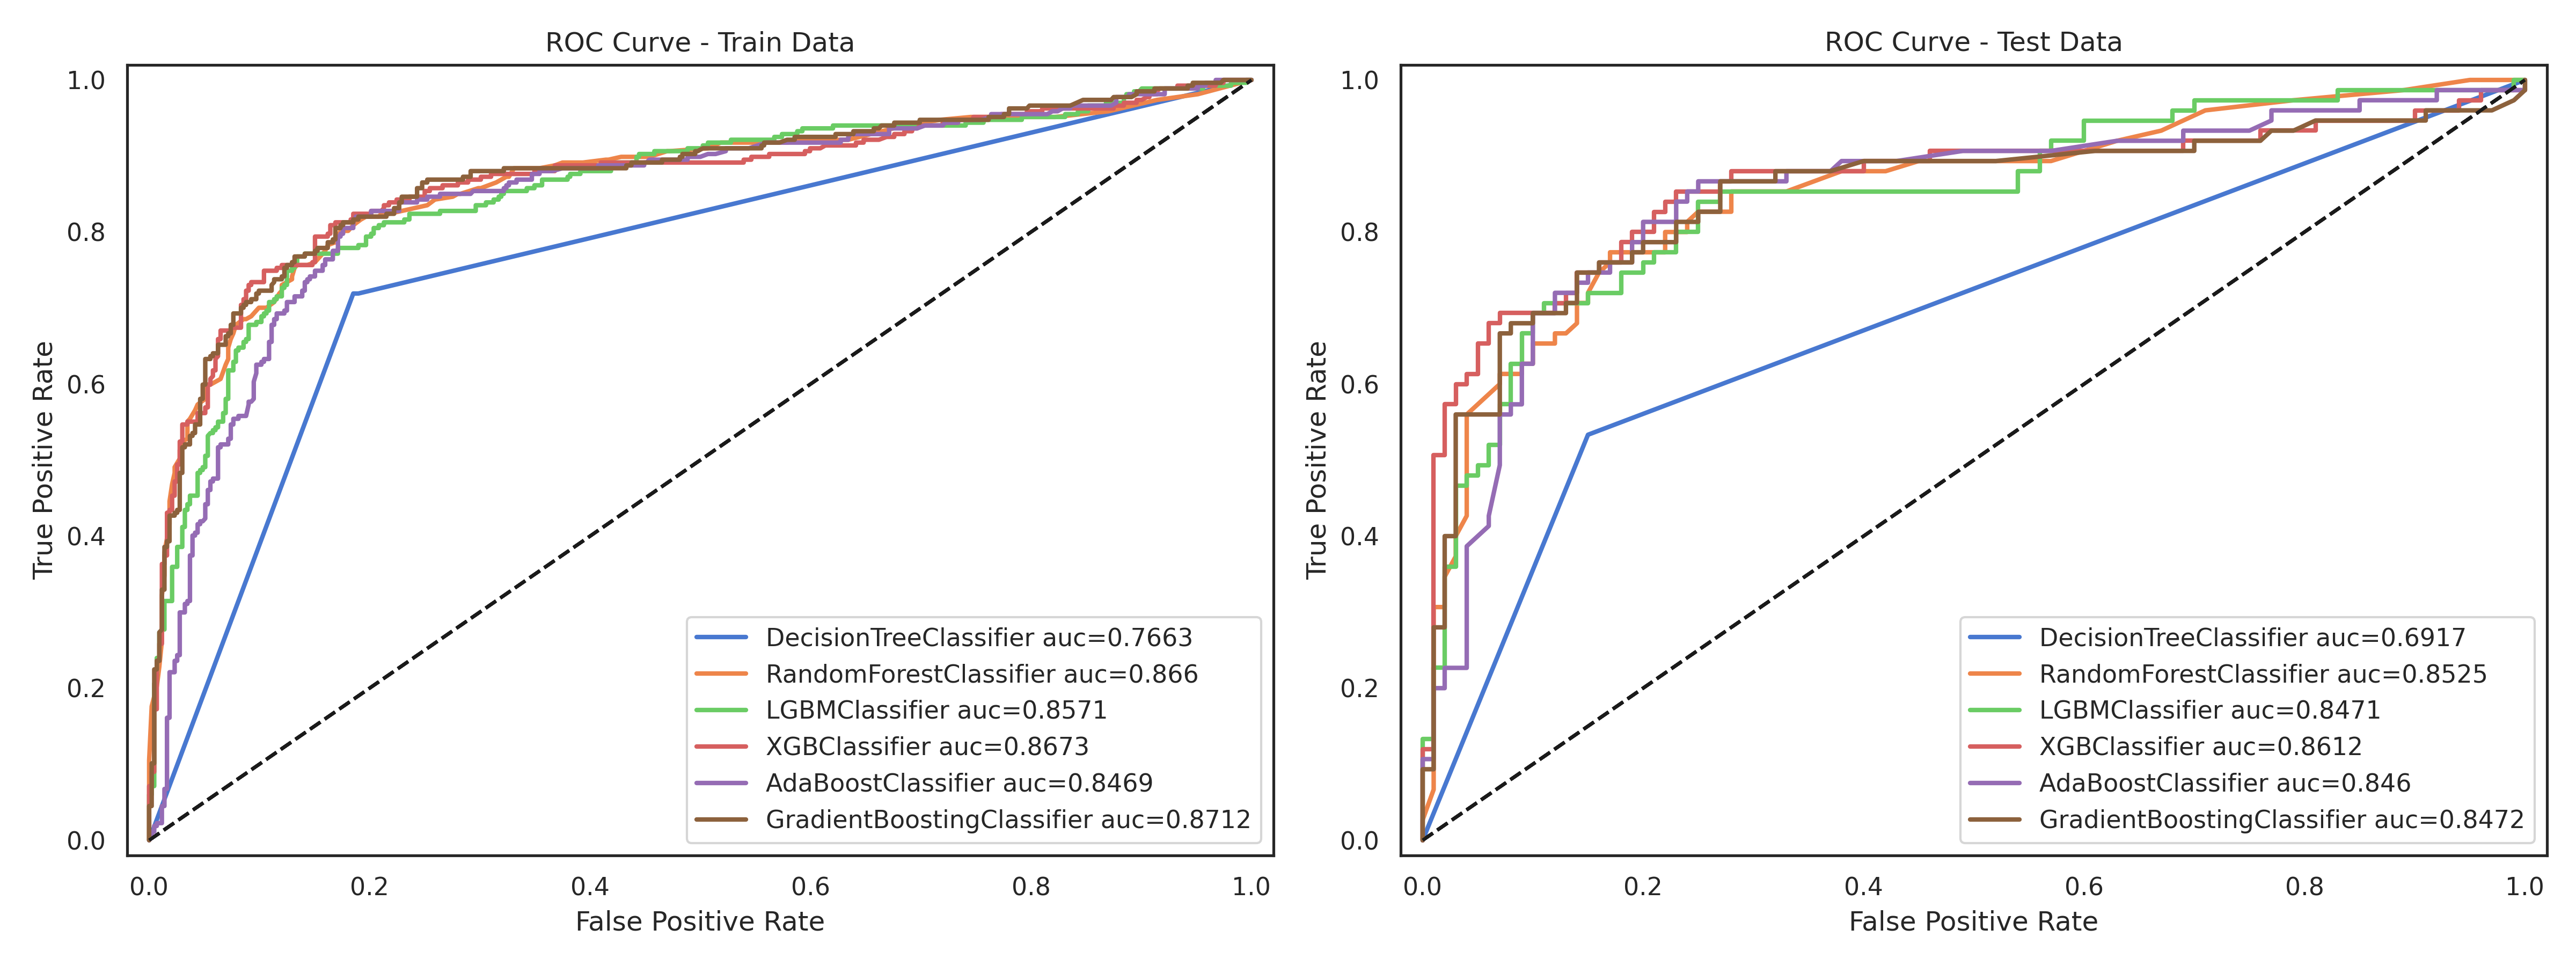 ROC Curve - Train Data
True Positive Rate
1.0
0.8
0.6
0.4
0.2
0.0
DecisionTreeClassifier auc=0.7663
RandomForestClassifier auc=0.866
LGBMClassifier auc=0.8571
XGBClassifier auc=0.8673
AdaBoostClassifier auc=0.8469
GradientBoostingClassifier auc=0.8712
0.0 0.2 0.4 0.6 0.8 1.0
False Positive Rate
ROC Curve - Test Data
True Positive Rate
1.0
0.8
0.6
0.4
0.2
0.0
DecisionTreeClassifier auc=0.6917
RandomForestClassifier auc=0.8525
LGBMClassifier auc=0.8471
XGBClassifier auc=0.8612
AdaBoostClassifier auc=0.846
GradientBoostingClassifier auc=0.8472
0.0 0.2 0.4 0.6 0.8 1.0
False Positive Rate